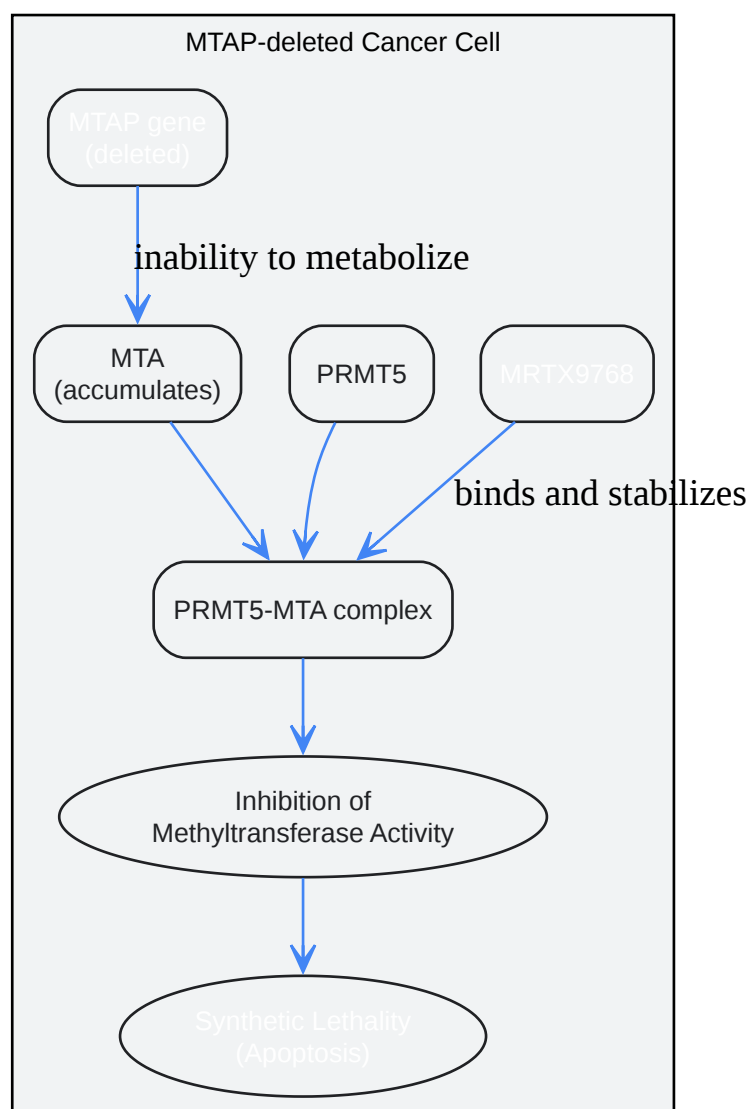 MTAP-deleted Cancer Cell
MTAP gene
(deleted)
inability to metabolize
MTA
(accumulates)
PRMT5
MRTX9768
binds and stabilizes
PRMT5-MTA complex
Inhibition of
Methyltransferase Activity
Synthetic Lethality
(Apoptosis)